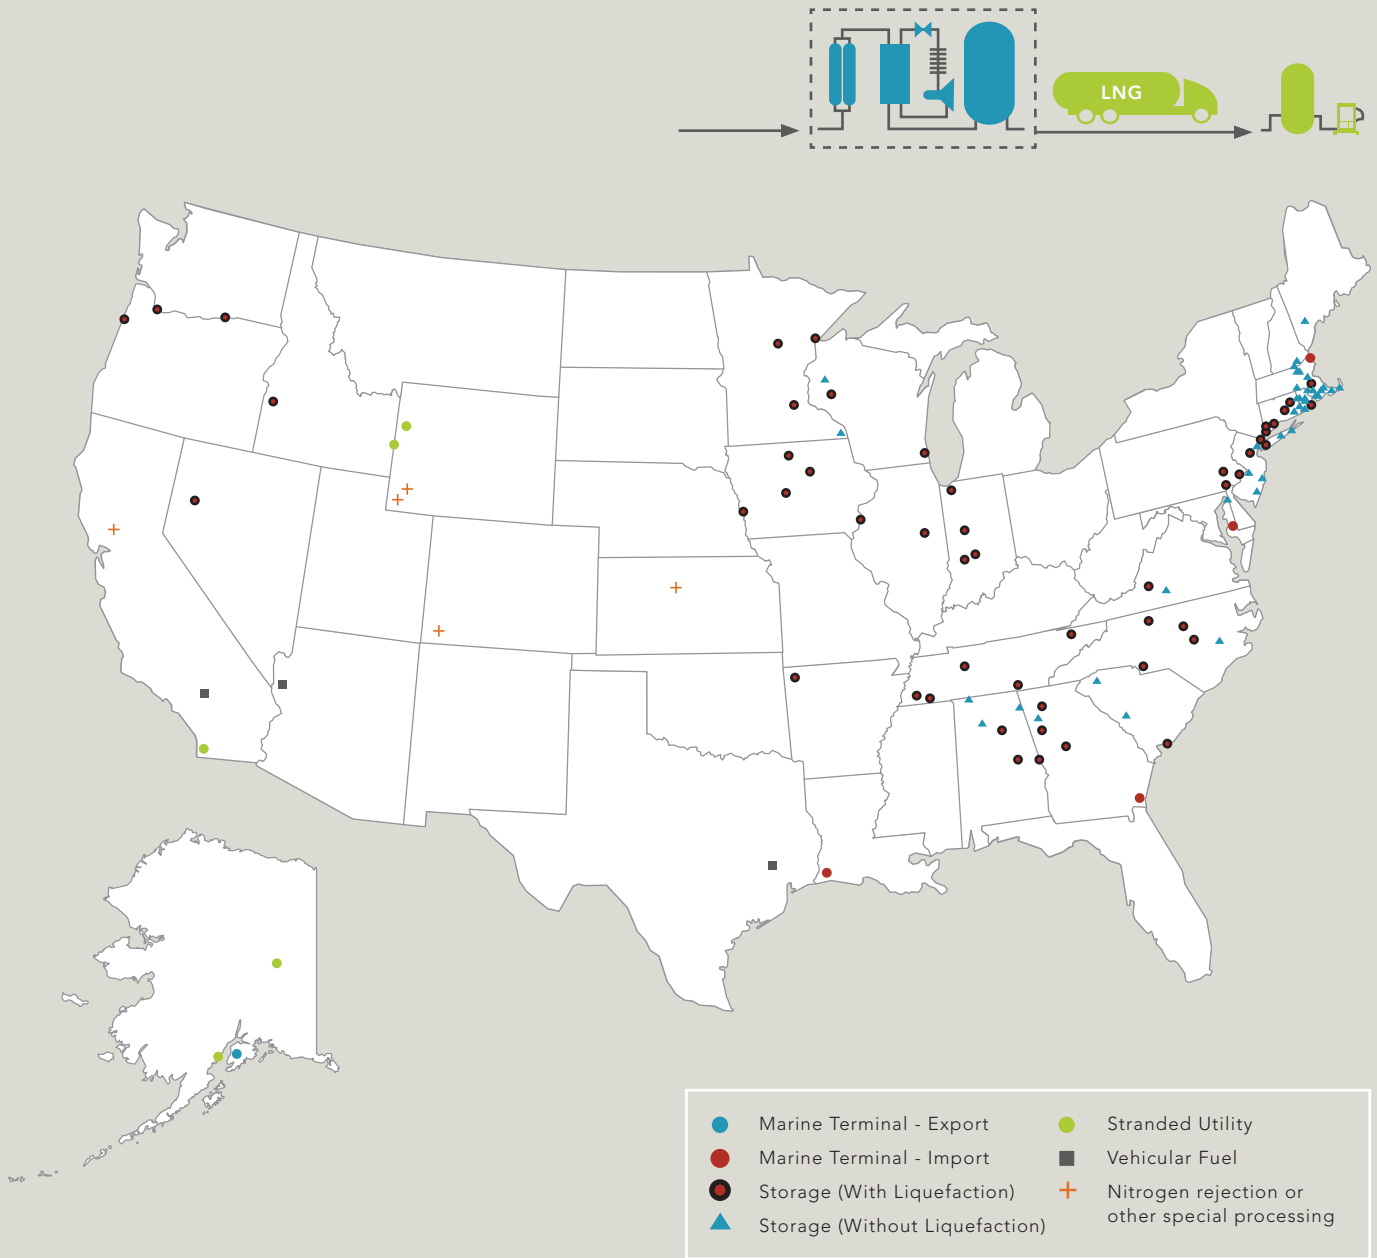 LNG
Marine Terminal - Export
Marine Terminal - Import
Storage (With Liquefaction)
Storage (Without Liquefaction)
Stranded Utility
Vehicular Fuel
Nitrogen rejection or
other special processing